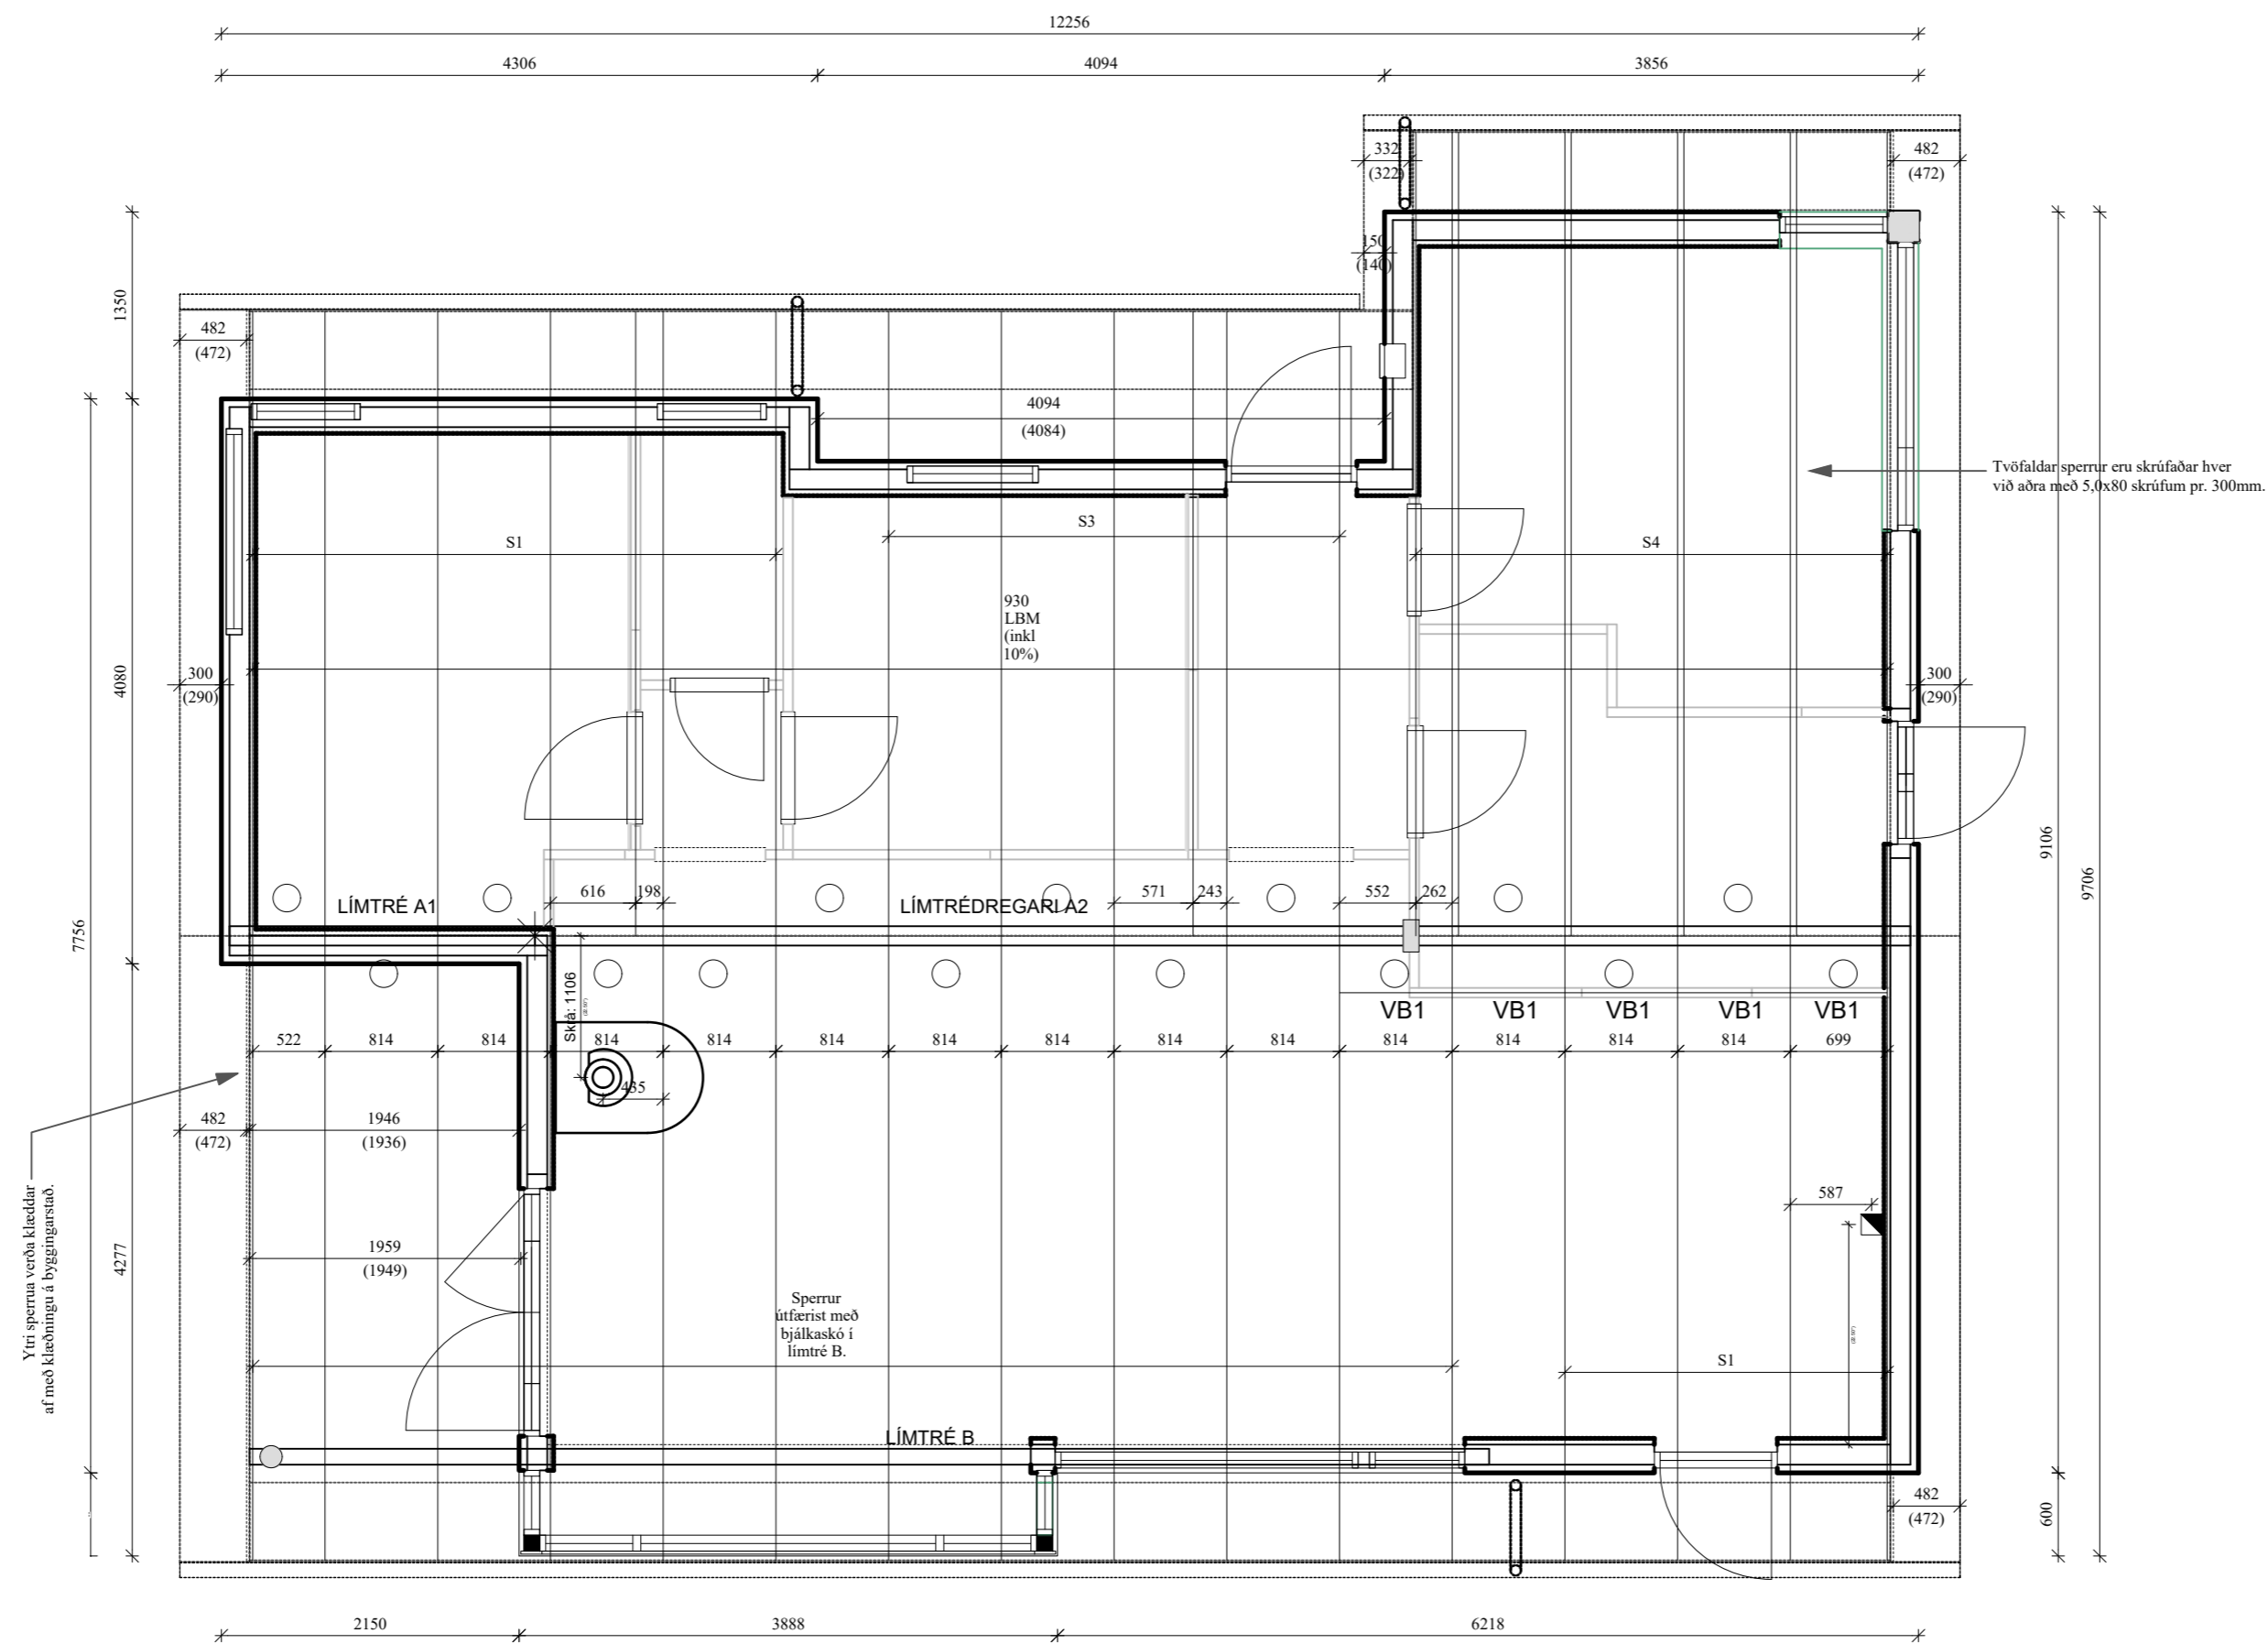 12256
4306
4094
3856
332
(322)
482
(472)
150
(140)
1350
482
(472)
4094
(4084)
Tvöfaldar sperrur eru skrúfaðar hver
við aðra með 5,0x80 skrúfum pr. 300mm.
S1
S3
S4
930
LBM
(inkl
10%)
4080
300
(290)
300
(290)
9106
9706
7756
LÍMTRÉ A1
616
198
LÍMTRÉDREGARI A2
571
243
552
262
Skrá: 1106
VB1
VB1
VB1
VB1
VB1
522
814
814
814
814
814
814
814
814
814
814
814
814
814
699
435
482
(472)
1946
(1936)
587
1959
(1949)
4277
Ytri sperrua verða klæddar
af með klæðningu á byggingarstað.
Sperrur
útfærist með
bjálkaskó í
límtré B.
S1
LÍMTRÉ B
482
(472)
600
2150
3888
6218